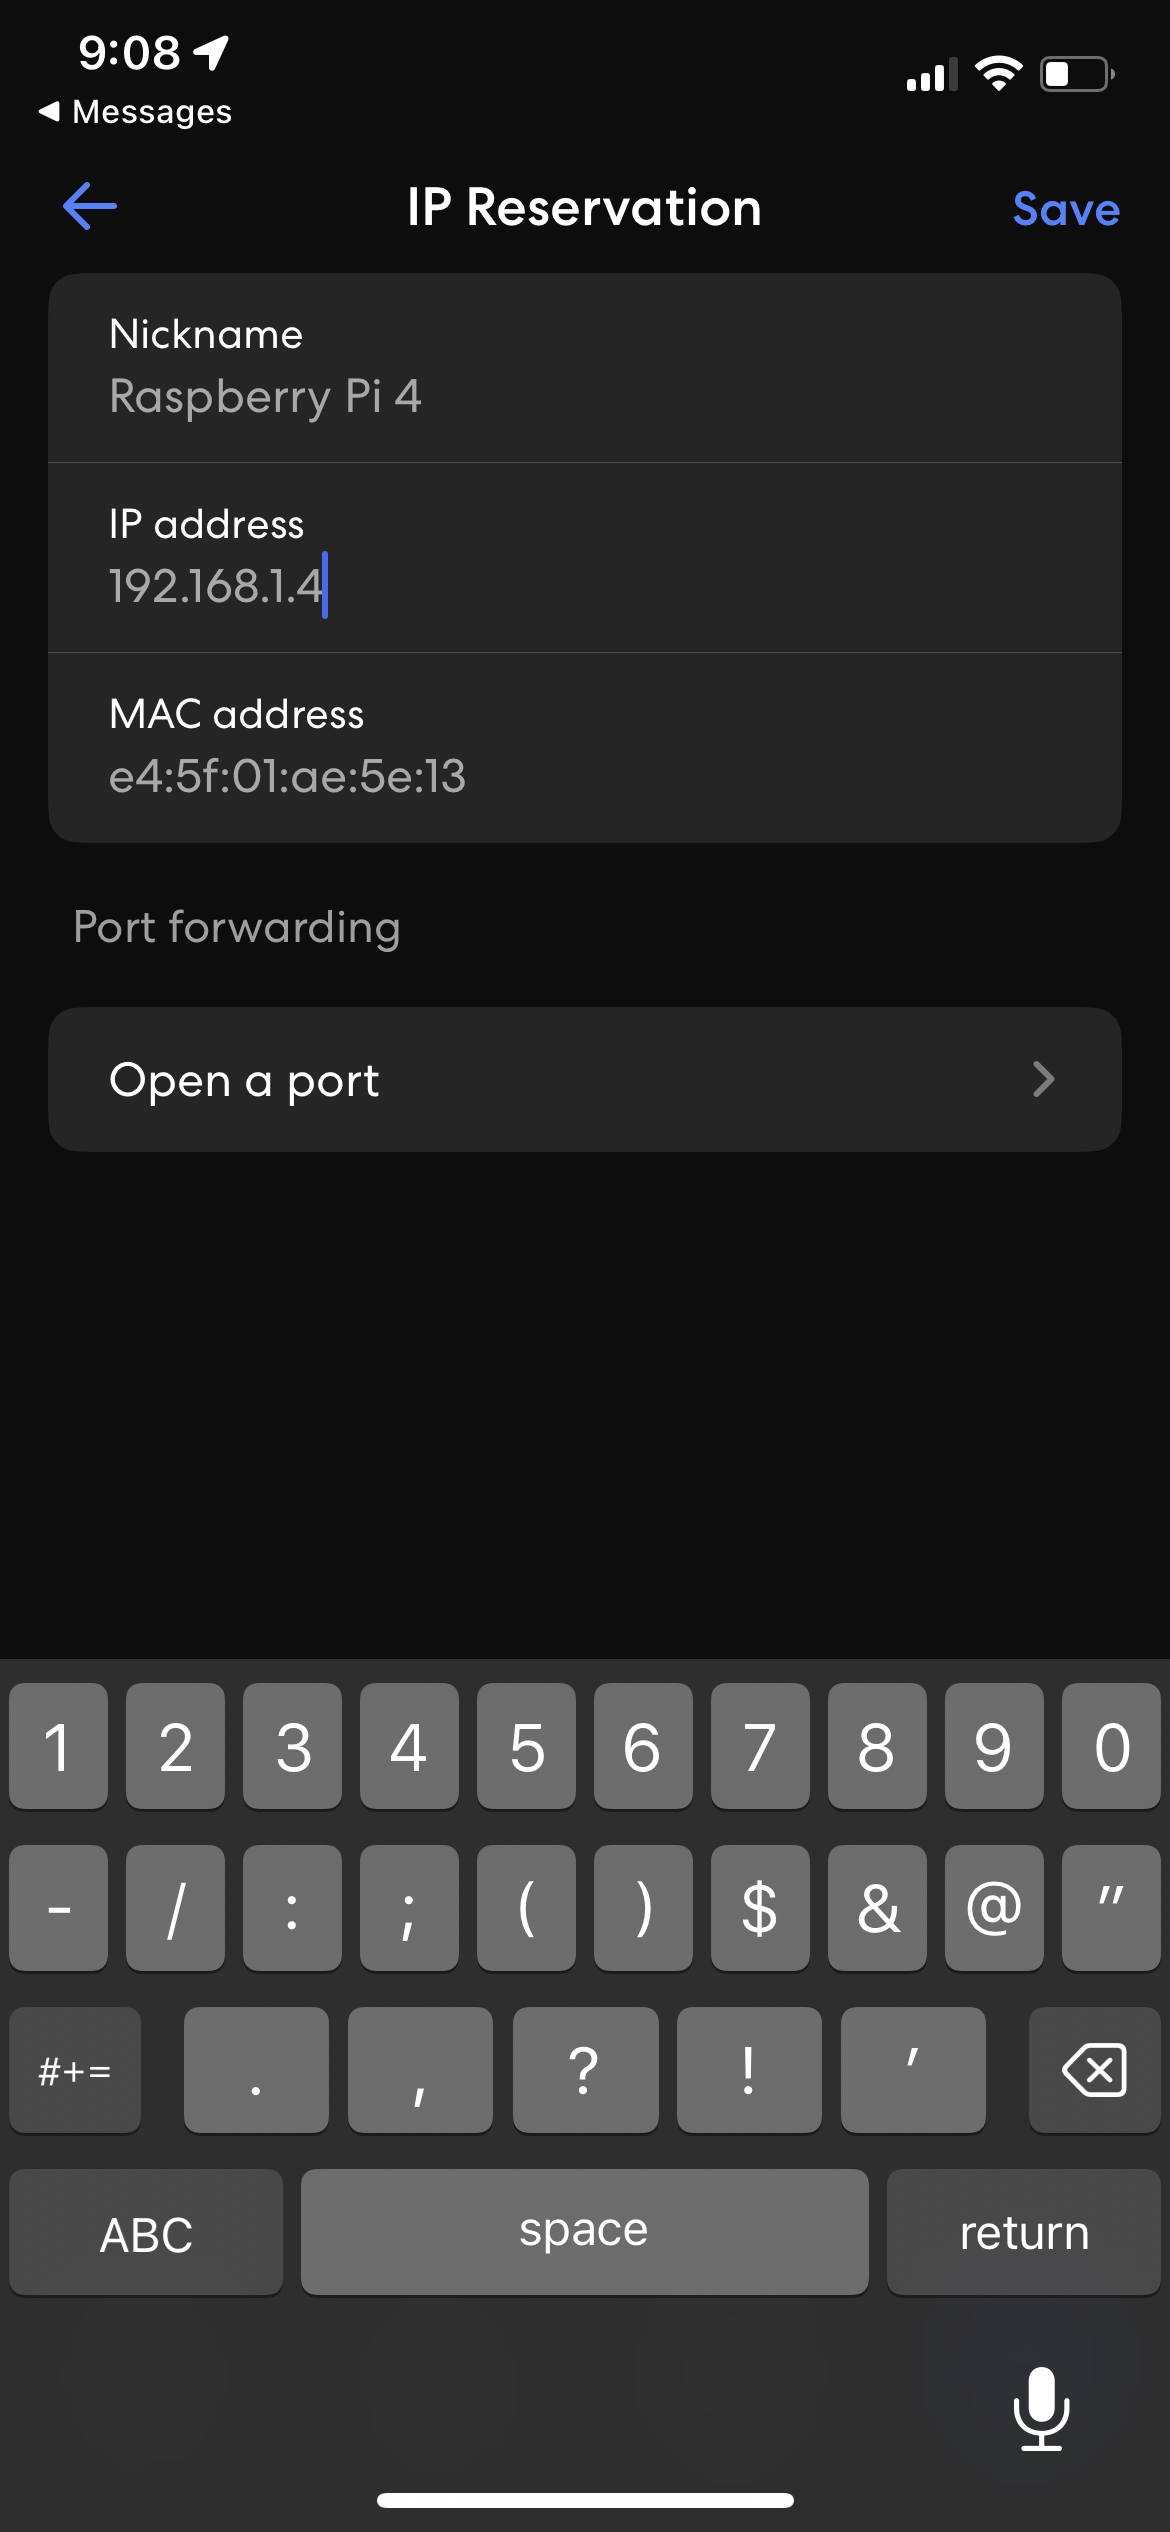 9:08
Messages
IP Reservation
Save
Nickname
Raspberry Pi 4
IP address
192.168.1.4
MAC address
e4:5f:01:ae:5e:13
Port forwarding
Open a port
1 2 3 4 5 6 7 8 9 0
- / : ; ( ) $ & @ "
#+= . , ? ! '
ABC space return